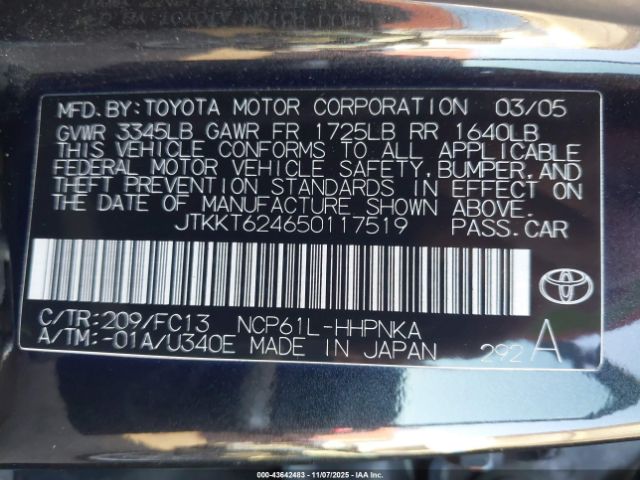 MFD.BY:TOYOTA MOTOR CORPORATION 03/05
GVWR 3345LB GAWR FR 1725LB RR 1640LB
THIS VEHICLE CONFORMS TO ALL APPLICABLE
FEDERAL MOTOR VEHICLE SAFETY,BUMPER,AND
THEFT PREVENTION STANDARDS IN EFFECT ON
THE DATE OF MANUFACTURE SHOWN ABOVE.
JTKKT624650117519 PASS.CAR
C/TR:209/FC13 NCP61L-HHPNKA
A/TM:-01A/U340E MADE IN JAPAN 292 A
TOYOTA
000-43642483 - 11/07/2025 - IAA Inc.